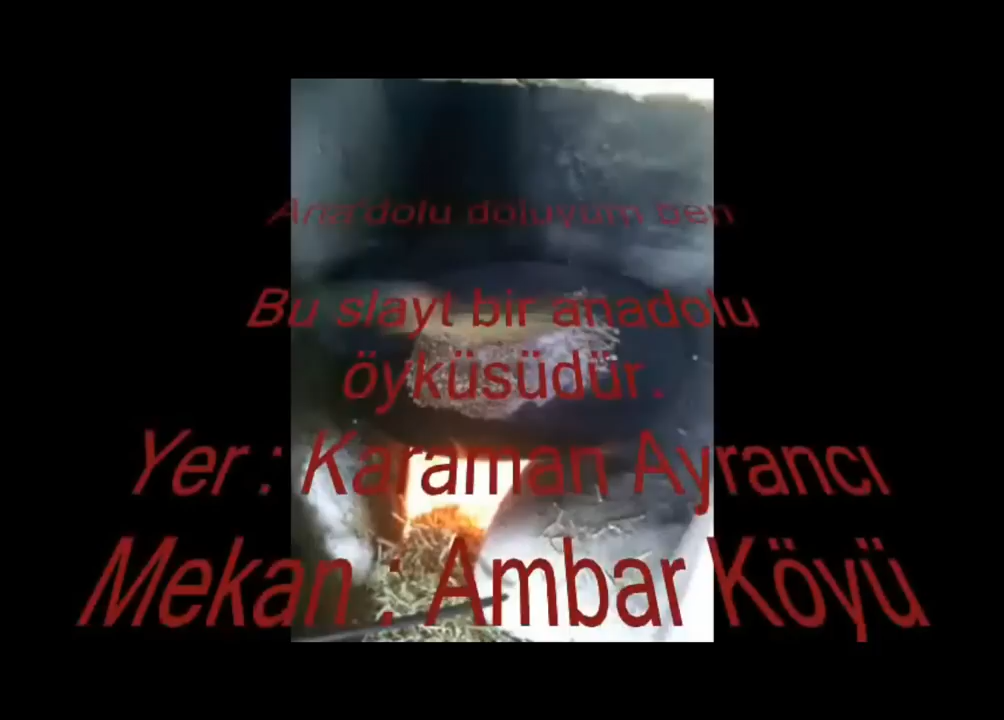 Anadolu doluyum ben
Bu slayt bir anadolu
öyküsüdür.
Yer : Karaman Ayrancı
Mekan : Ambar Köyü